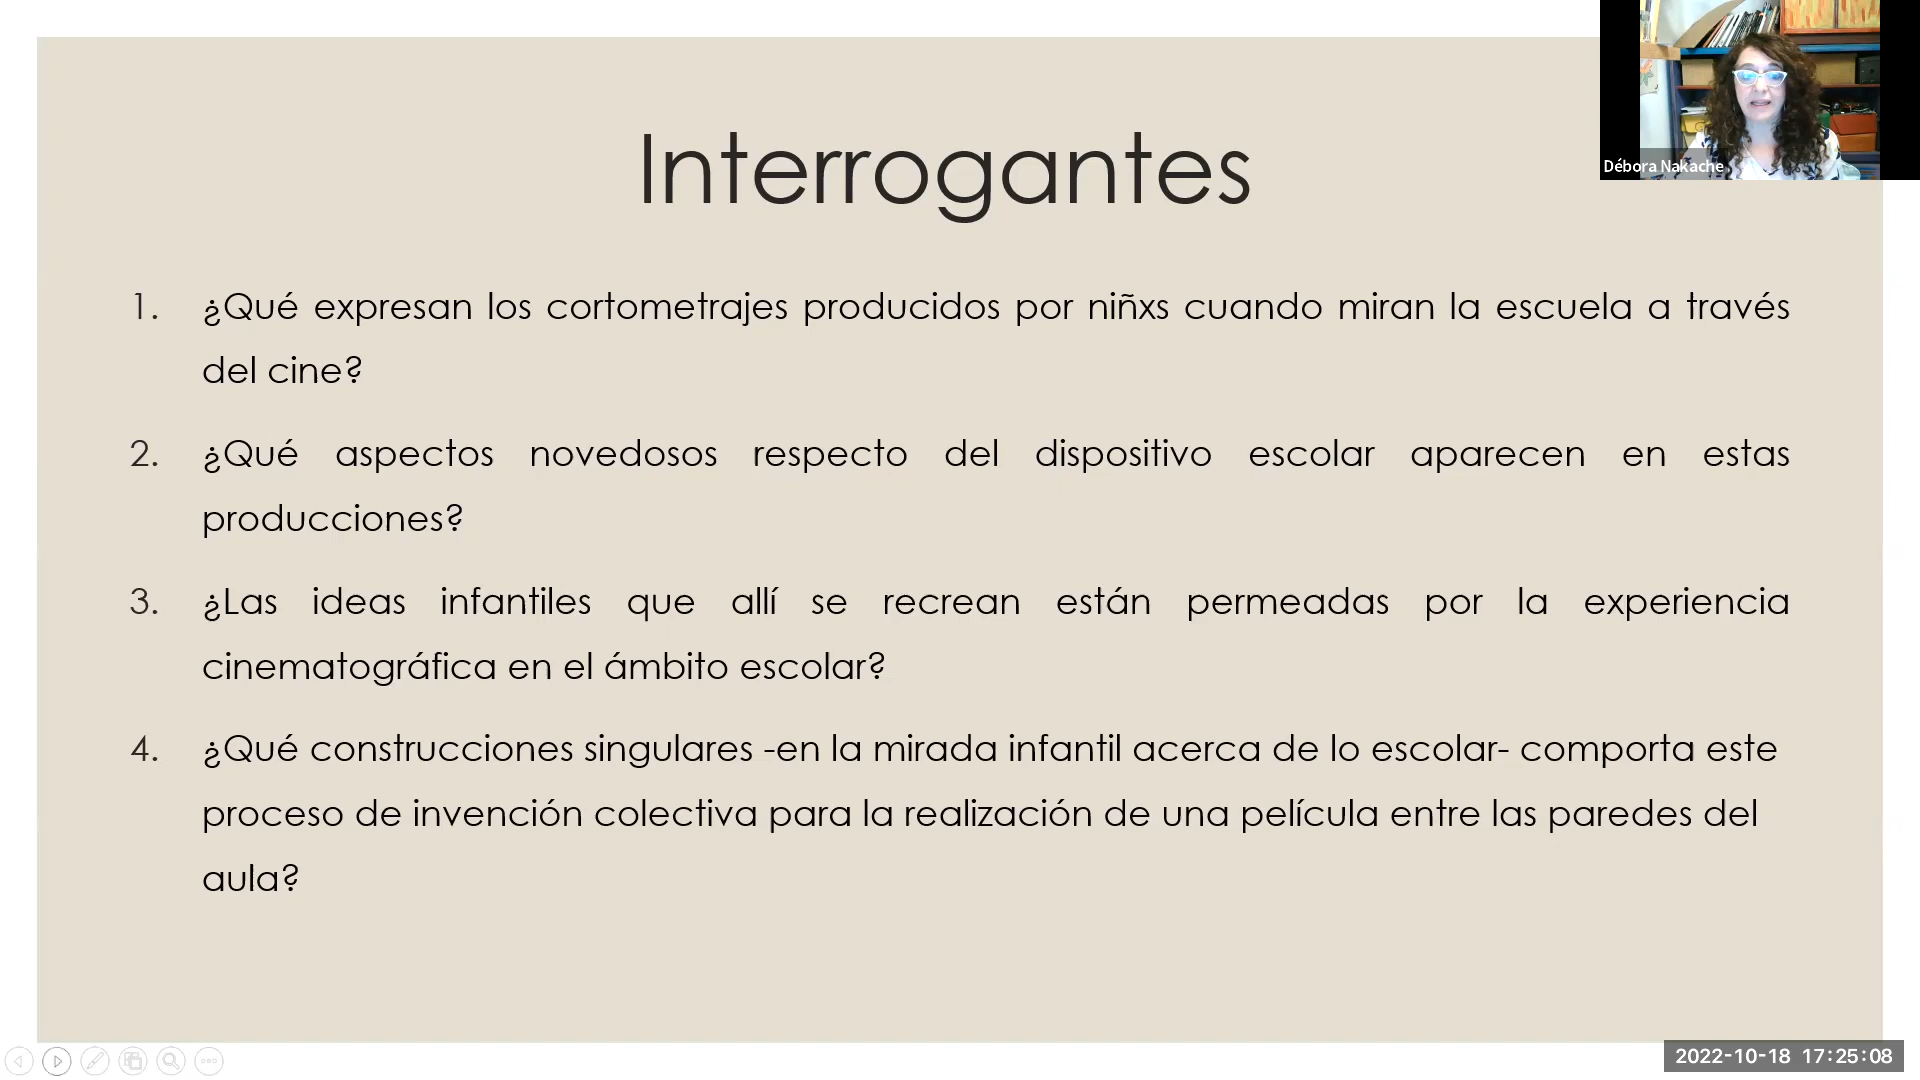 Interrogantes
Débora Nakache
1. ¿Qué expresan los cortometrajes producidos por niñxs cuando miran la escuela a través
del cine?
2. ¿Qué aspectos novedosos respecto del dispositivo escolar aparecen en estas
producciones?
3. ¿Las ideas infantiles que allí se recrean están permeadas por la experiencia
cinematográfica en el ámbito escolar?
4. ¿Qué construcciones singulares -en la mirada infantil acerca de lo escolar- comporta este
proceso de invención colectiva para la realización de una película entre las paredes del
aula?
2022-10-18 17:25:08